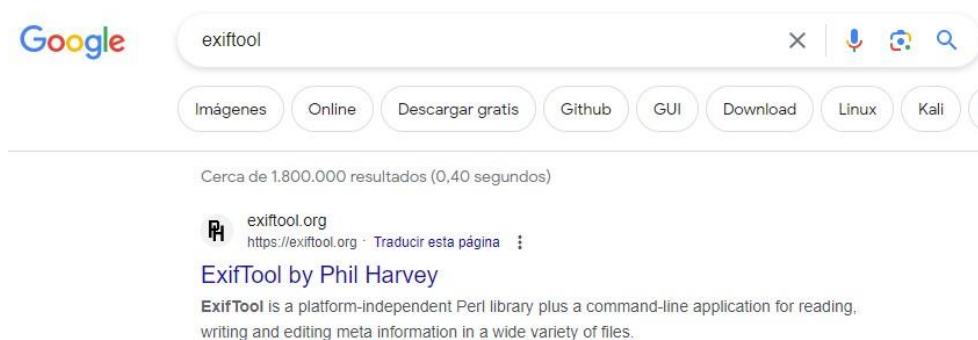 Google
exiftool
Imágenes Online Descargar gratis Github GUI Download Linux Kali
Cerca de 1.800.000 resultados (0,40 segundos)
PH
exiftool.org
https://exiftool.org · Traducir esta página
ExifTool by Phil Harvey
ExifTool is a platform-independent Perl library plus a command-line application for reading,
writing and editing meta information in a wide variety of files.